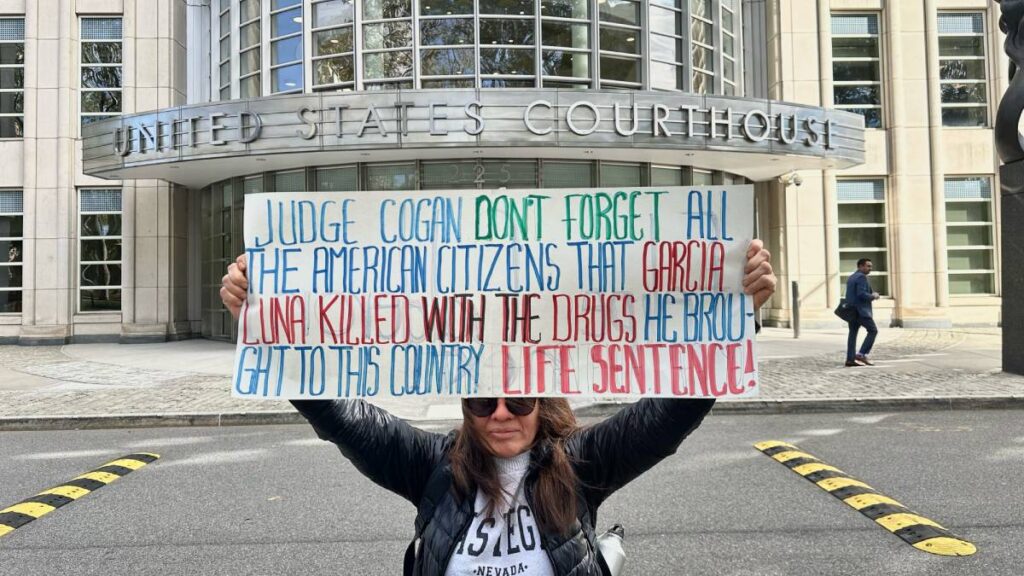 UNITED STATES COURTHOUSE
225
JUDGE COGAN DON'T FORGET ALL
THE AMERICAN CITIZENS THAT GARCIA
LUNA KILLED WITH THE DRUGS HE BROU-
GHT TO THIS COUNTRY LIFE SENTENCE!
NEVADA